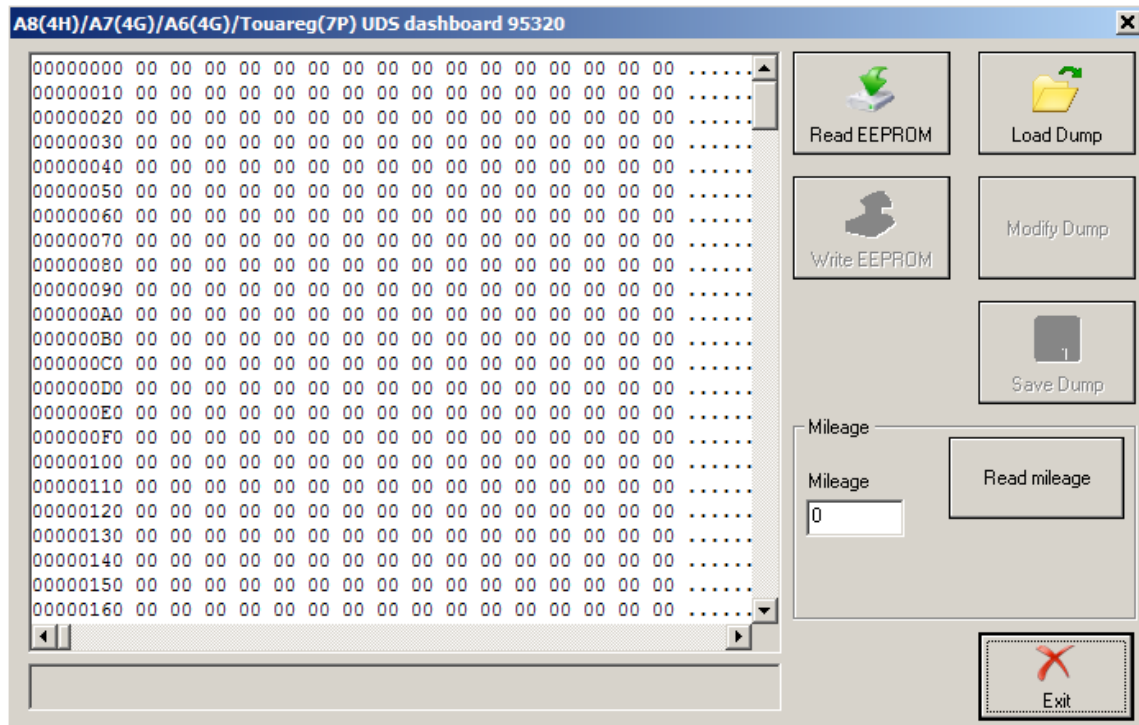 A8(4H)/A7(4G)/A6(4G)/Touareg(7P) UDS dashboard 95320
00000000 00 00 00 00 00 00 00 00 00 00 00 00 00 00 00 00 ......
00000010 00 00 00 00 00 00 00 00 00 00 00 00 00 00 00 00 ......
00000020 00 00 00 00 00 00 00 00 00 00 00 00 00 00 00 00 ......
00000030 00 00 00 00 00 00 00 00 00 00 00 00 00 00 00 00 ......
00000040 00 00 00 00 00 00 00 00 00 00 00 00 00 00 00 00 ......
00000050 00 00 00 00 00 00 00 00 00 00 00 00 00 00 00 00 ......
00000060 00 00 00 00 00 00 00 00 00 00 00 00 00 00 00 00 ......
00000070 00 00 00 00 00 00 00 00 00 00 00 00 00 00 00 00 ......
00000080 00 00 00 00 00 00 00 00 00 00 00 00 00 00 00 00 ......
00000090 00 00 00 00 00 00 00 00 00 00 00 00 00 00 00 00 ......
000000A0 00 00 00 00 00 00 00 00 00 00 00 00 00 00 00 00 ......
000000B0 00 00 00 00 00 00 00 00 00 00 00 00 00 00 00 00 ......
000000C0 00 00 00 00 00 00 00 00 00 00 00 00 00 00 00 00 ......
000000D0 00 00 00 00 00 00 00 00 00 00 00 00 00 00 00 00 ......
000000E0 00 00 00 00 00 00 00 00 00 00 00 00 00 00 00 00 ......
000000F0 00 00 00 00 00 00 00 00 00 00 00 00 00 00 00 00 ......
00000100 00 00 00 00 00 00 00 00 00 00 00 00 00 00 00 00 ......
00000110 00 00 00 00 00 00 00 00 00 00 00 00 00 00 00 00 ......
00000120 00 00 00 00 00 00 00 00 00 00 00 00 00 00 00 00 ......
00000130 00 00 00 00 00 00 00 00 00 00 00 00 00 00 00 00 ......
00000140 00 00 00 00 00 00 00 00 00 00 00 00 00 00 00 00 ......
00000150 00 00 00 00 00 00 00 00 00 00 00 00 00 00 00 00 ......
00000160 00 00 00 00 00 00 00 00 00 00 00 00 00 00 00 00 ......
Read EEPROM
Load Dump
Write EEPROM
Modify Dump
Save Dump
Mileage
Mileage
0
Read mileage
Exit